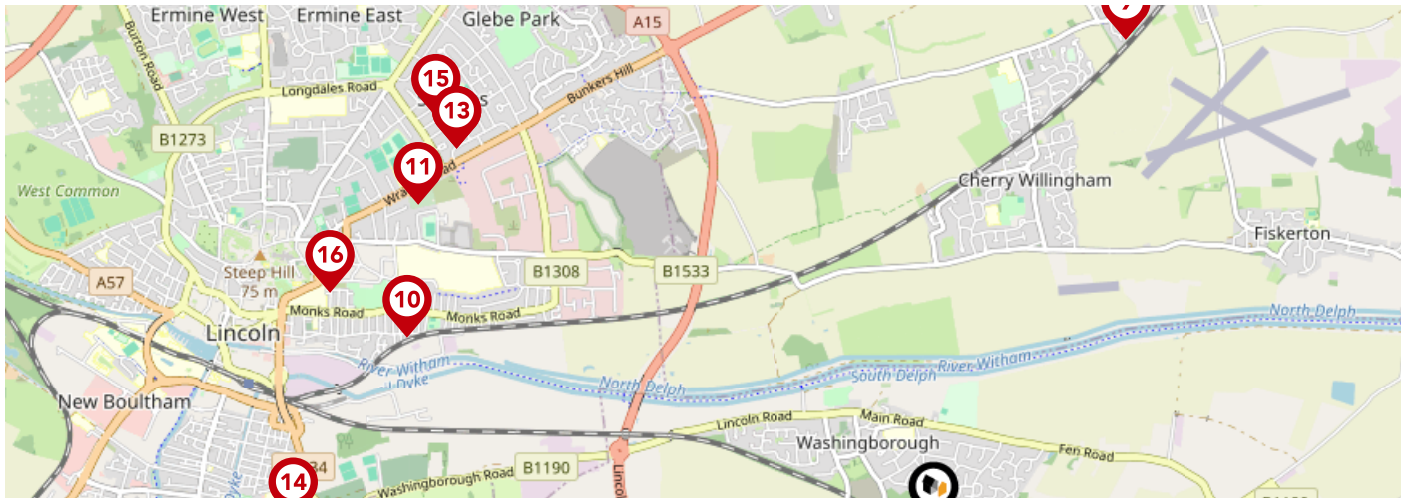 Ermine West
Ermine East
Glebe Park
A15
7
Burton Road
Longdales Road
15
13
Bunkers Hill
B1273
11
West Common
Cherry Willingham
Fiskerton
16
Steep Hill
75 m
A57
B1308
B1533
10
Monks Road
Monks Road
Lincoln
North Delph
River Witham
Dyke
North Delph
South Delph
River Witham
New Boultham
Lincoln Road
Main Road
Washingborough
Fen Road
B1190
Washingborough Road
14